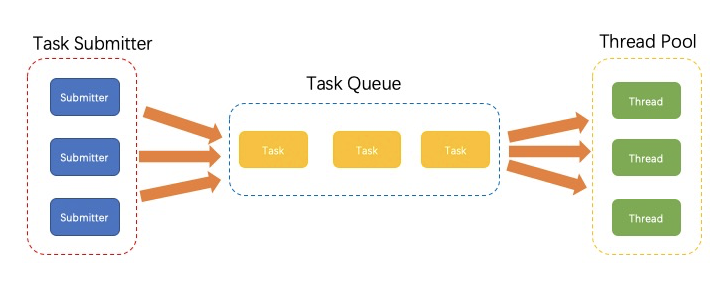 Task Submitter
Submitter
Submitter
Submitter
Task Queue
Task
Task
Task
Thread Pool
Thread
Thread
Thread